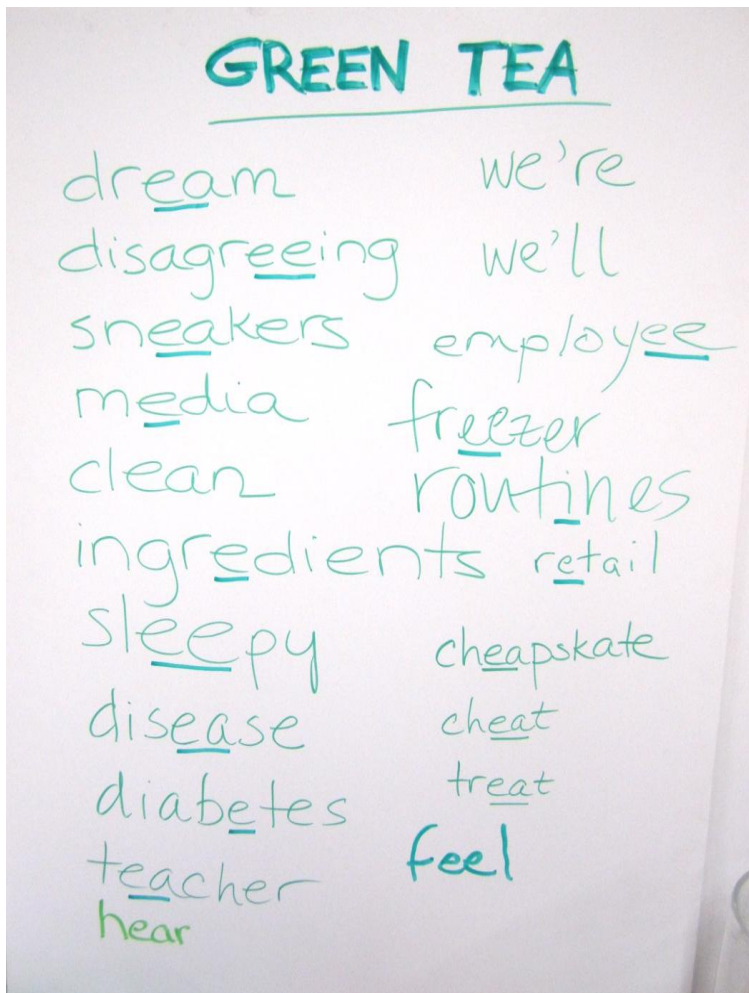 GREEN TEA
dream
disagreeing
sneakers
media
clean
ingredients
sleepy
disease
diabetes
teacher
hear
we're
we'll
employee
freezer
routines
retail
cheapskate
cheat
treat
feel